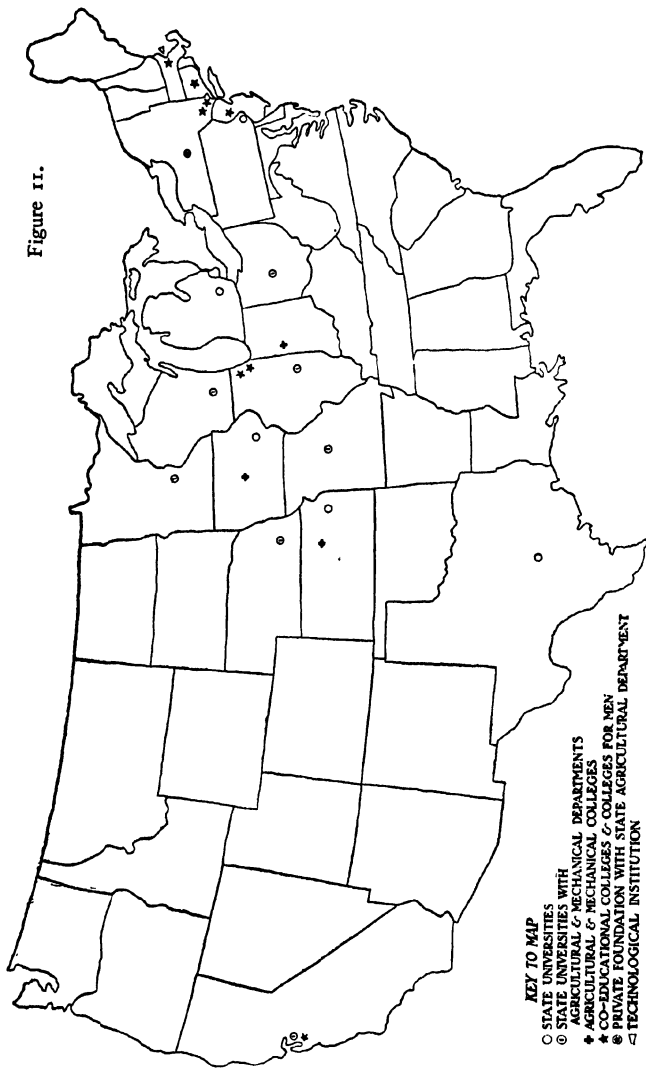 Figure 11.
KEY TO MAP
○ STATE UNIVERSITIES
⊙ STATE UNIVERSITIES WITH
AGRICULTURAL & MECHANICAL DEPARTMENTS
✚ AGRICULTURAL & MECHANICAL COLLEGES
★ CO-EDUCATIONAL COLLEGES & COLLEGES FOR MEN
⊛ PRIVATE FOUNDATION WITH STATE AGRICULTURAL DEPARTMENT
◁ TECHNOLOGICAL INSTITUTION